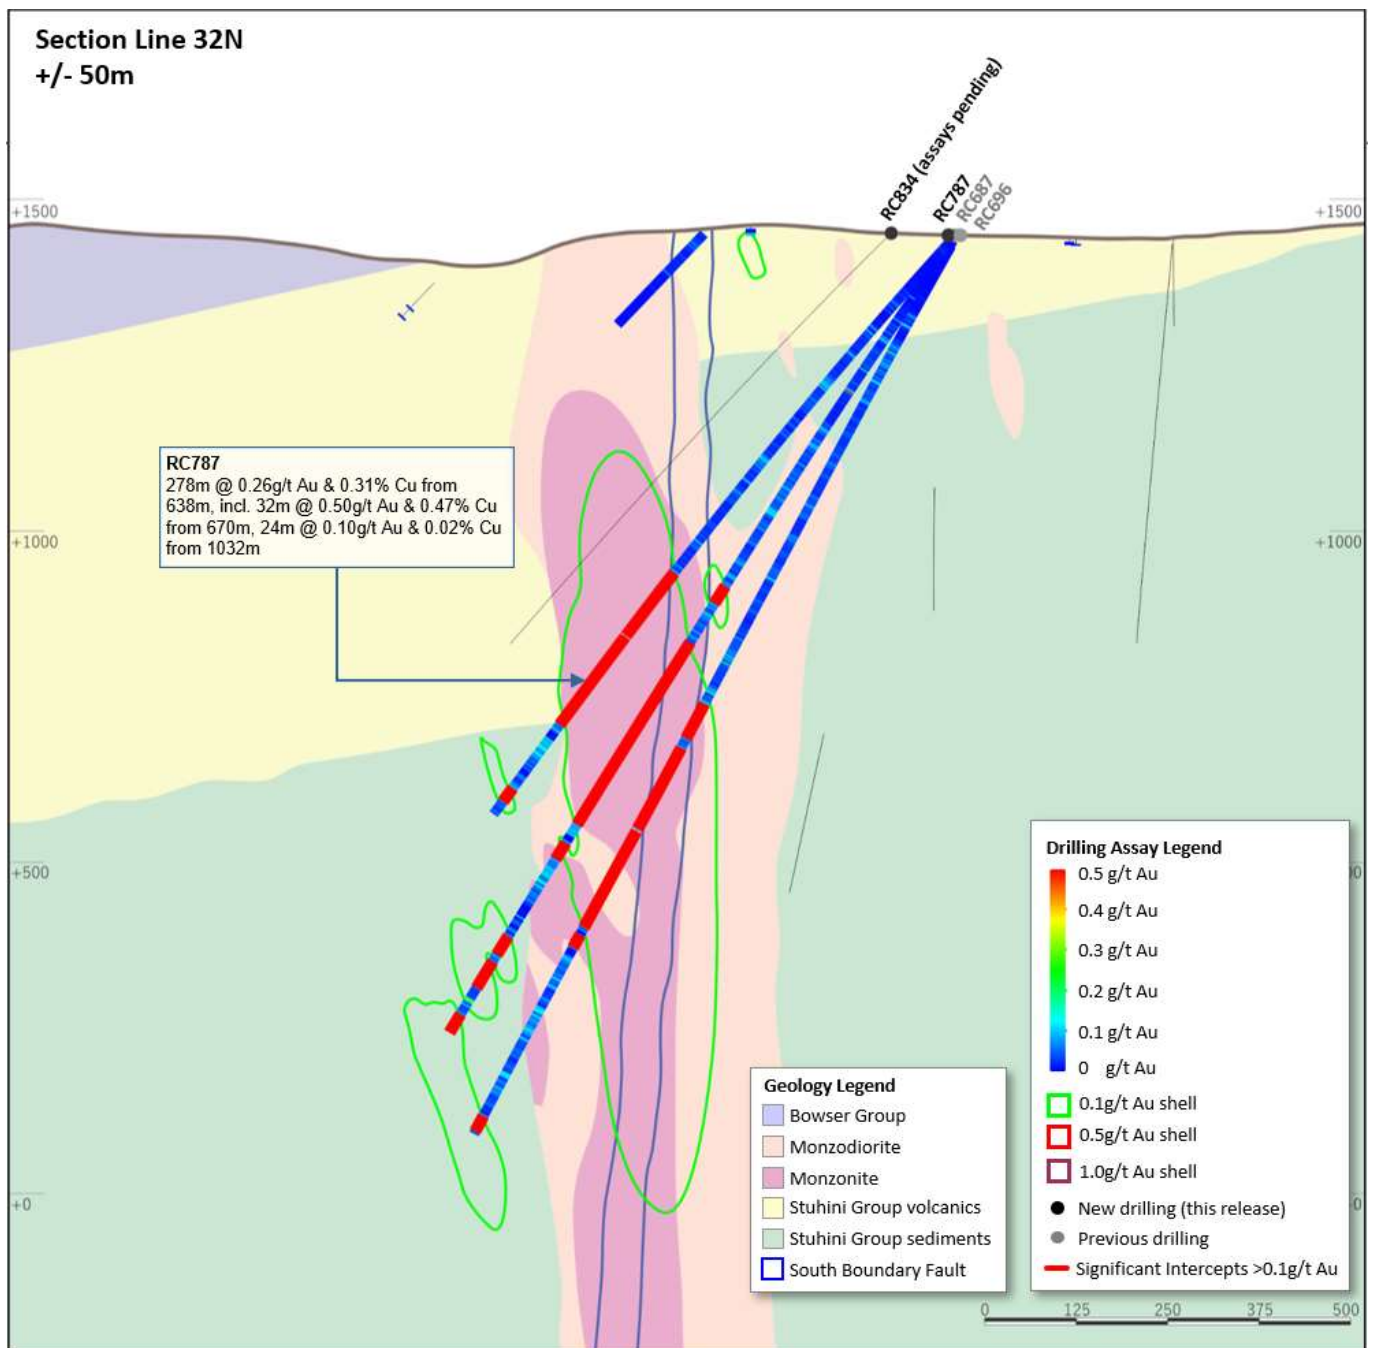 Section Line 32N
+/- 50m
RC834 (assays pending)
RC787
RC687
RC696
+1500
+1500
RC787
278m @ 0.26g/t Au & 0.31% Cu from
638m, incl. 32m @ 0.50g/t Au & 0.47% Cu
from 670m, 24m @ 0.10g/t Au & 0.02% Cu
from 1032m
+1000
+1000
+500
00
Drilling Assay Legend
0.5 g/t Au
0.4 g/t Au
0.3 g/t Au
0.2 g/t Au
0.1 g/t Au
0 g/t Au
0.1g/t Au shell
0.5g/t Au shell
1.0g/t Au shell
New drilling (this release)
Previous drilling
Significant Intercepts >0.1g/t Au
Geology Legend
Bowser Group
Monzodiorite
Monzonite
Stuhini Group volcanics
Stuhini Group sediments
South Boundary Fault
+0
0
0 125 250 375 500